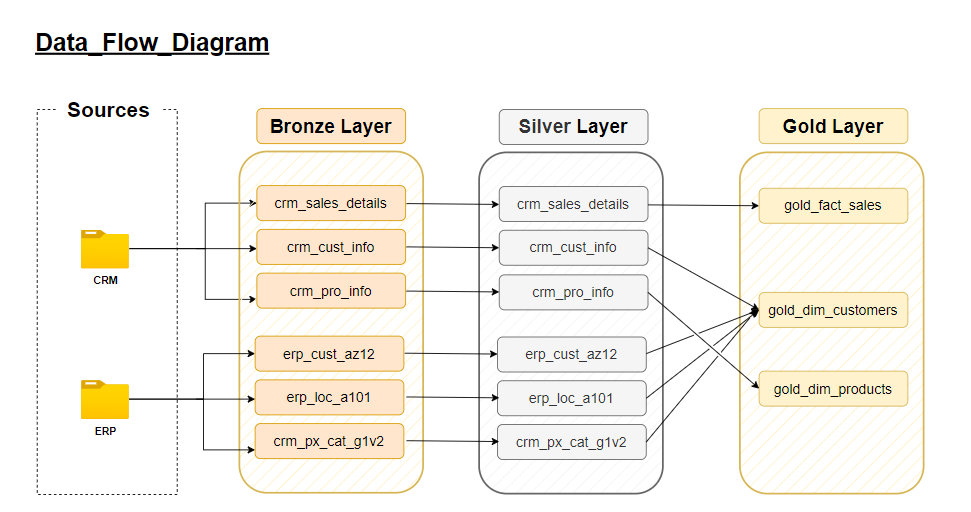 Data_Flow_Diagram
Sources
CRM
ERP
Bronze Layer
crm_sales_details
crm_cust_info
crm_pro_info
erp_cust_az12
erp_loc_a101
crm_px_cat_g1v2
Silver Layer
crm_sales_details
crm_cust_info
crm_pro_info
erp_cust_az12
erp_loc_a101
crm_px_cat_g1v2
Gold Layer
gold_fact_sales
gold_dim_customers
gold_dim_products